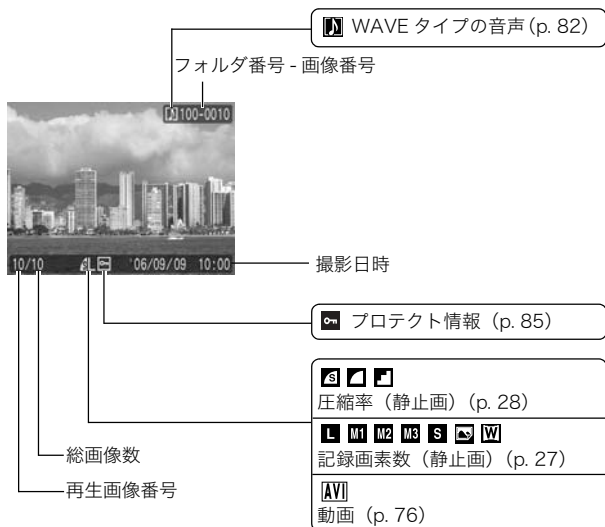 WAVE タイプの音声 (p. 82)
フォルダ番号 - 画像番号
100-0010
10/10 L '06/09/09 10:00
撮影日時
プロテクト情報 (p. 85)
S
圧縮率（静止画）(p. 28)
L M1 M2 M3 S W
記録画素数（静止画）(p. 27)
AVI
動画 (p. 76)
総画像数
再生画像番号